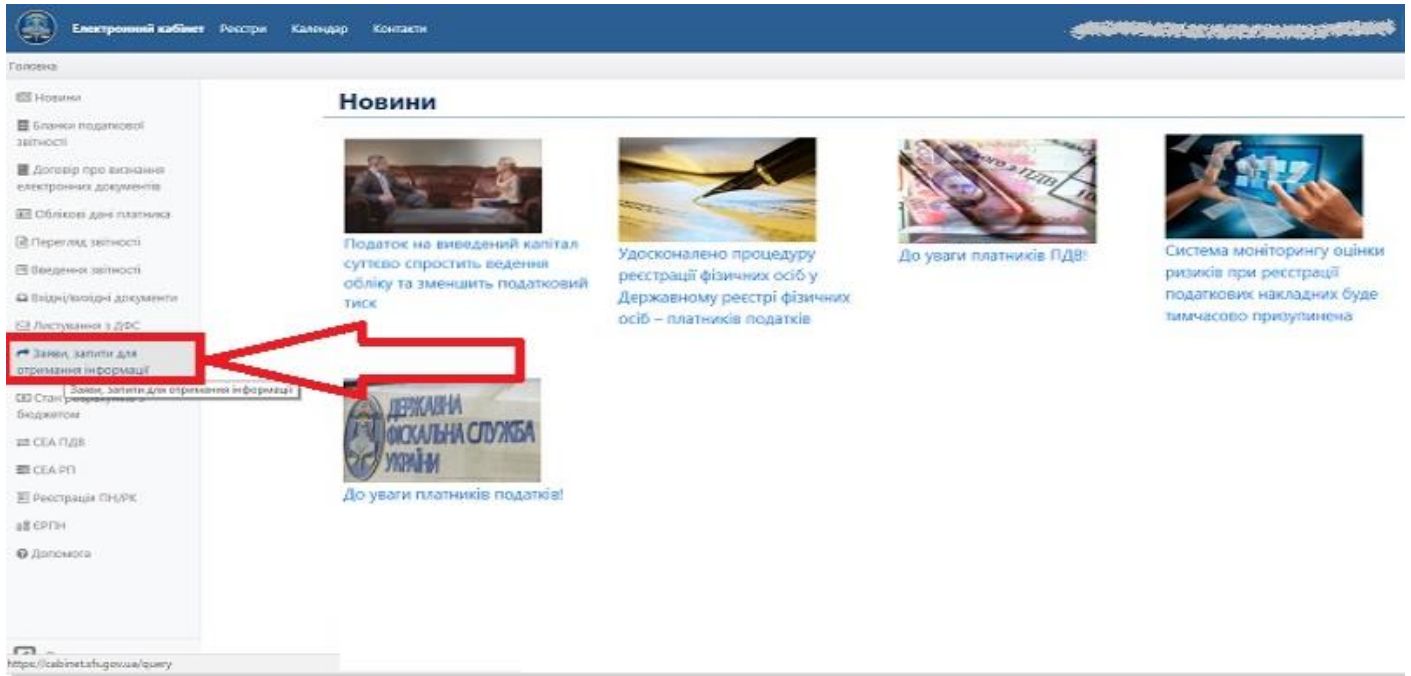 Електронний кабінет Реєстри Календар Контакти
Головна
Новини
Бланки податкової
звітності
Договір про визнання
електронних документів
Облікові дані платника
Перегляд звітності
Введення звітності
Вхідні/вихідні документи
Листування з ДФС
Заяви, запити для
отримання інформації
Заяви, запити для отримання інформації
Стан розрахунків з
бюджетом
СЕА ПДВ
СЕА РП
Реєстрація ПН/РК
ЄРПН
Допомога
https://cabinet.sfs.gov.ua/query
Новини
Податок на виведений капітал
суттєво спростить ведення
обліку та зменшить податковий
тиск
Удосконалено процедуру
реєстрації фізичних осіб у
Державному реєстрі фізичних
осіб – платників податків
До уваги платників ПДВ!
Система моніторингу оцінки
ризиків при реєстрації
податкових накладних буде
тимчасово призупинена
ДЕРЖАВНА
ФІСКАЛЬНА СЛУЖБА
УКРАЇНИ
До уваги платників податків!